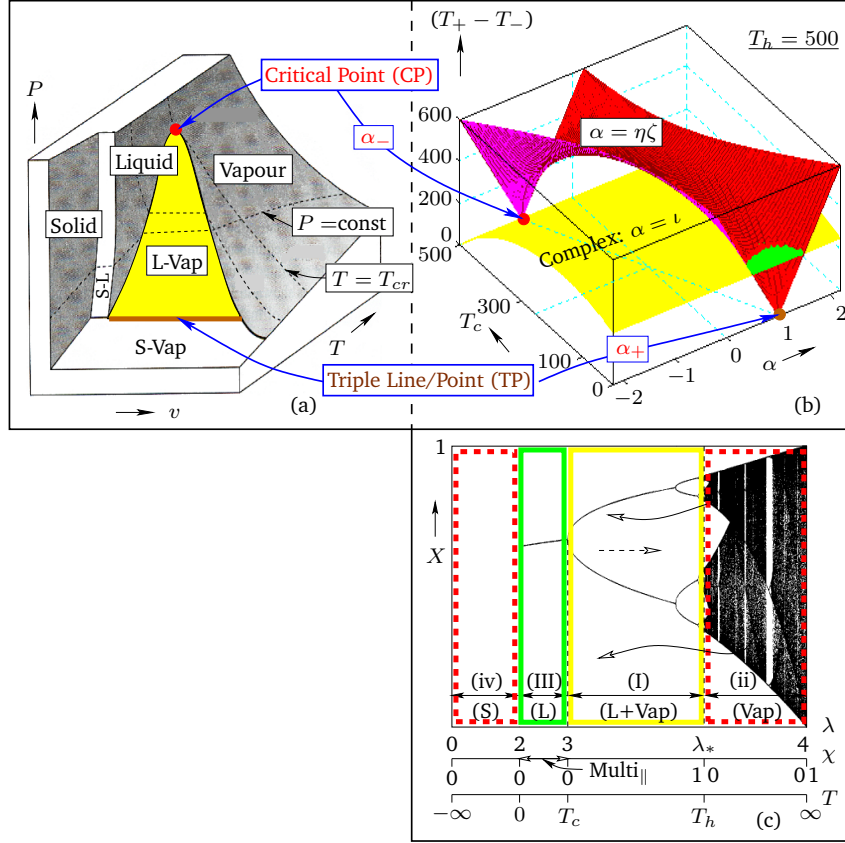 P
Critical Point (CP)
Liquid
Vapour
Solid
P =const
L-Vap
S-L
T = T_{cr}
S-Vap
T
Triple Line/Point (TP)
(a)
v
(T_+ − T_−)
T_h = 500
600
400
200
0
500
α_−
α = ηζ
Complex: α = ι
300
T_c
100
0
α_+
−2
−1
0
1
2
α
(b)
1
X
(iv)
(III)
(I)
(ii)
(S)
(L)
(L+Vap)
(Vap)
λ
0 2 3 λ_* 4
χ
Multi_∥
0 0 0 1 0 0 1
T
−∞ 0 T_c T_h ∞
(c)